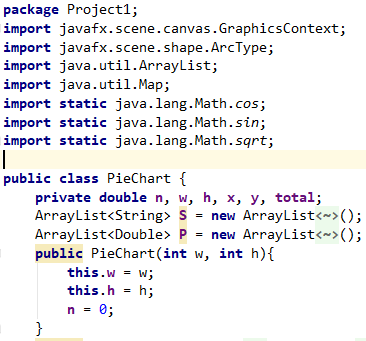 package Project1;
import javafx.scene.canvas.GraphicsContext;
import javafx.scene.shape.ArcType;
import java.util.ArrayList;
import java.util.Map;
import static java.lang.Math.cos;
import static java.lang.Math.sin;
import static java.lang.Math.sqrt;
public class PieChart {
private double n, w, h, x, y, total;
ArrayList<String> S = new ArrayList<~>();
ArrayList<Double> P = new ArrayList<~>();
public PieChart(int w, int h){
this.w = w;
this.h = h;
n = 0;
}